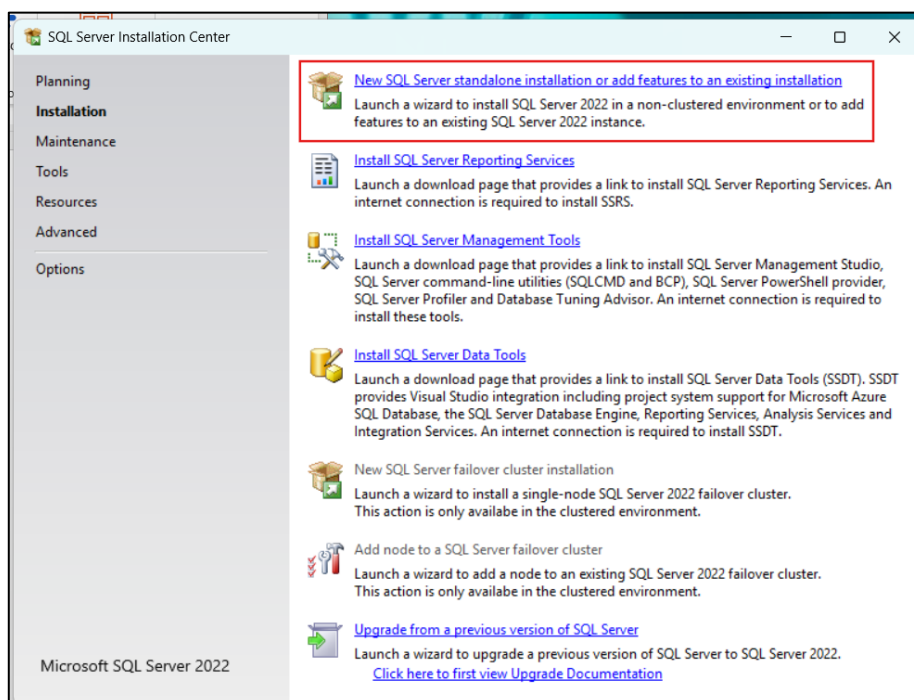 SQL Server Installation Center
Planning
Installation
Maintenance
Tools
Resources
Advanced
Options
Microsoft SQL Server 2022
New SQL Server standalone installation or add features to an existing installation
Launch a wizard to install SQL Server 2022 in a non-clustered environment or to add
features to an existing SQL Server 2022 instance.
Install SQL Server Reporting Services
Launch a download page that provides a link to install SQL Server Reporting Services. An
internet connection is required to install SSRS.
Install SQL Server Management Tools
Launch a download page that provides a link to install SQL Server Management Studio,
SQL Server command-line utilities (SQLCMD and BCP), SQL Server PowerShell provider,
SQL Server Profiler and Database Tuning Advisor. An internet connection is required to
install these tools.
Install SQL Server Data Tools
Launch a download page that provides a link to install SQL Server Data Tools (SSDT). SSDT
provides Visual Studio integration including project system support for Microsoft Azure
SQL Database, the SQL Server Database Engine, Reporting Services, Analysis Services and
Integration Services. An internet connection is required to install SSDT.
New SQL Server failover cluster installation
Launch a wizard to install a single-node SQL Server 2022 failover cluster.
This action is only availabe in the clustered environment.
Add node to a SQL Server failover cluster
Launch a wizard to add a node to an existing SQL Server 2022 failover cluster.
This action is only availabe in the clustered environment.
Upgrade from a previous version of SQL Server
Launch a wizard to upgrade a previous version of SQL Server to SQL Server 2022.
Click here to first view Upgrade Documentation